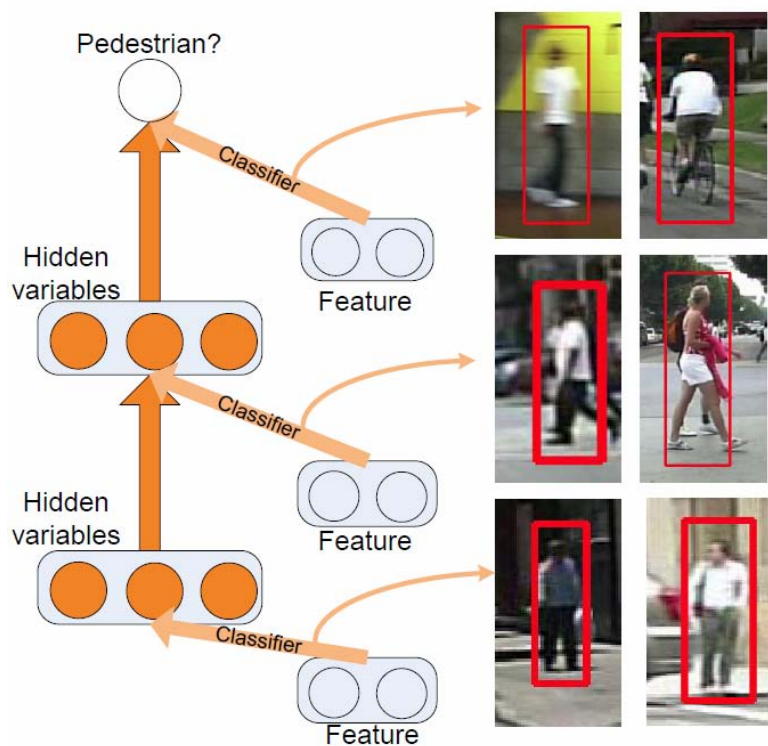 Pedestrian?
Classifier
Hidden
variables
Feature
Classifier
Hidden
variables
Feature
Classifier
Feature